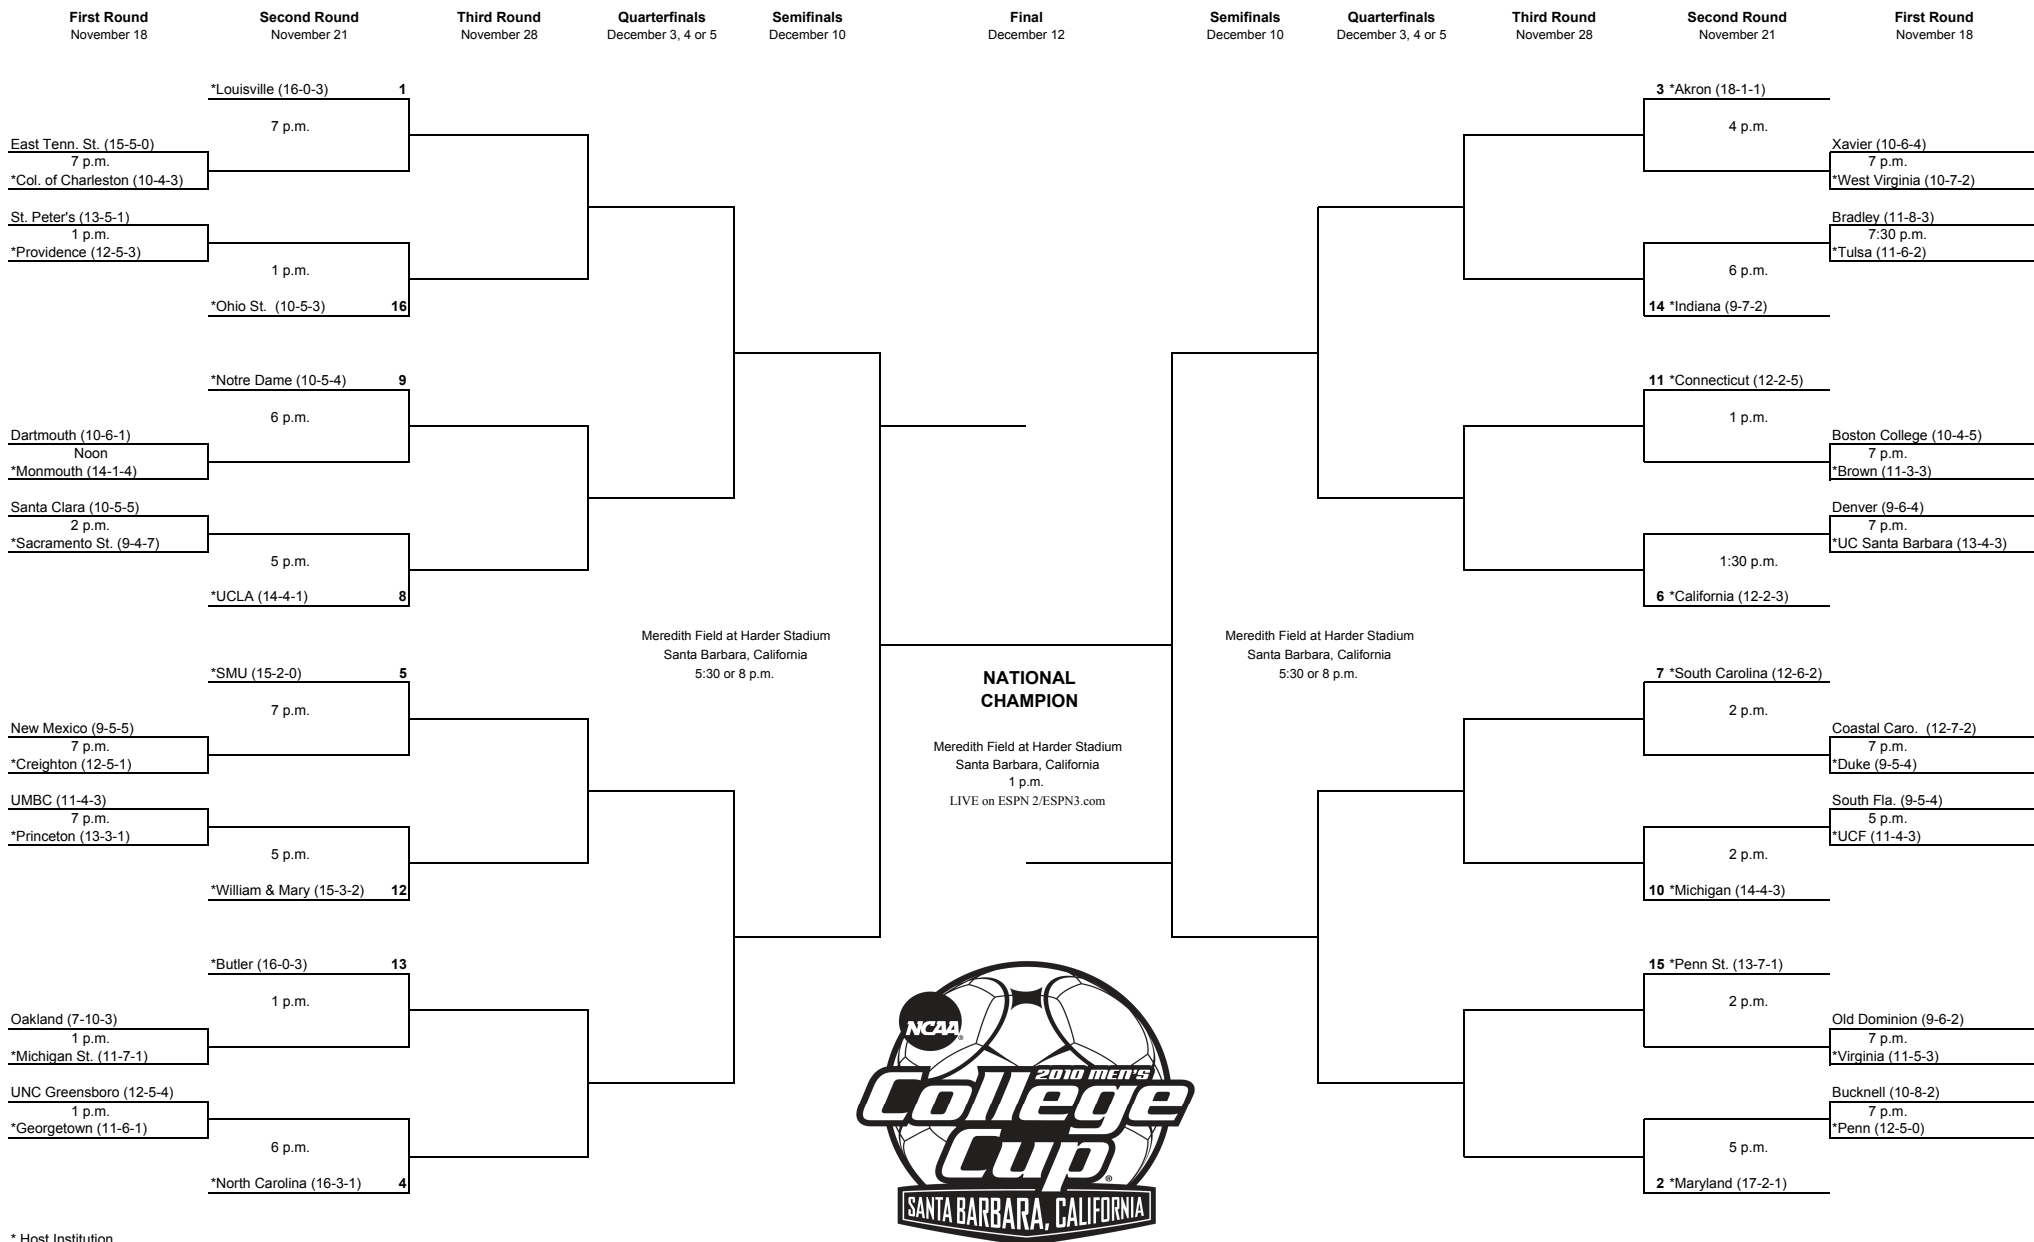 First Round
November 18
Second Round
November 21
Third Round
November 28
Quarterfinals
December 3, 4 or 5
Semifinals
December 10
Final
December 12
Semifinals
December 10
Quarterfinals
December 3, 4 or 5
Third Round
November 28
Second Round
November 21
First Round
November 18
*Louisville (16-0-3) 1
7 p.m.
East Tenn. St. (15-5-0)
7 p.m.
*Col. of Charleston (10-4-3)
St. Peter's (13-5-1)
1 p.m.
*Providence (12-5-3)
1 p.m.
*Ohio St. (10-5-3) 16
*Notre Dame (10-5-4) 9
6 p.m.
Dartmouth (10-6-1)
Noon
*Monmouth (14-1-4)
Santa Clara (10-5-5)
2 p.m.
*Sacramento St. (9-4-7)
5 p.m.
*UCLA (14-4-1) 8
*SMU (15-2-0) 5
7 p.m.
New Mexico (9-5-5)
7 p.m.
*Creighton (12-5-1)
UMBC (11-4-3)
7 p.m.
*Princeton (13-3-1)
5 p.m.
*William & Mary (15-3-2) 12
*Butler (16-0-3) 13
1 p.m.
Oakland (7-10-3)
1 p.m.
*Michigan St. (11-7-1)
UNC Greensboro (12-5-4)
1 p.m.
*Georgetown (11-6-1)
6 p.m.
*North Carolina (16-3-1) 4
* Host Institution
Meredith Field at Harder Stadium
Santa Barbara, California
5:30 or 8 p.m.
NATIONAL
CHAMPION
Meredith Field at Harder Stadium
Santa Barbara, California
1 p.m.
LIVE on ESPN 2/ESPN3.com
Meredith Field at Harder Stadium
Santa Barbara, California
5:30 or 8 p.m.
3 *Akron (18-1-1)
4 p.m.
Xavier (10-6-4)
7 p.m.
*West Virginia (10-7-2)
Bradley (11-8-3)
7:30 p.m.
*Tulsa (11-6-2)
6 p.m.
14 *Indiana (9-7-2)
11 *Connecticut (12-2-5)
1 p.m.
Boston College (10-4-5)
7 p.m.
*Brown (11-3-3)
Denver (9-6-4)
7 p.m.
*UC Santa Barbara (13-4-3)
1:30 p.m.
6 *California (12-2-3)
7 *South Carolina (12-6-2)
2 p.m.
Coastal Caro. (12-7-2)
7 p.m.
*Duke (9-5-4)
South Fla. (9-5-4)
5 p.m.
*UCF (11-4-3)
2 p.m.
10 *Michigan (14-4-3)
15 *Penn St. (13-7-1)
2 p.m.
Old Dominion (9-6-2)
7 p.m.
*Virginia (11-5-3)
Bucknell (10-8-2)
7 p.m.
*Penn (12-5-0)
5 p.m.
2 *Maryland (17-2-1)
NCAA®
2010 MEN'S
College
Cup®
SANTA BARBARA, CALIFORNIA